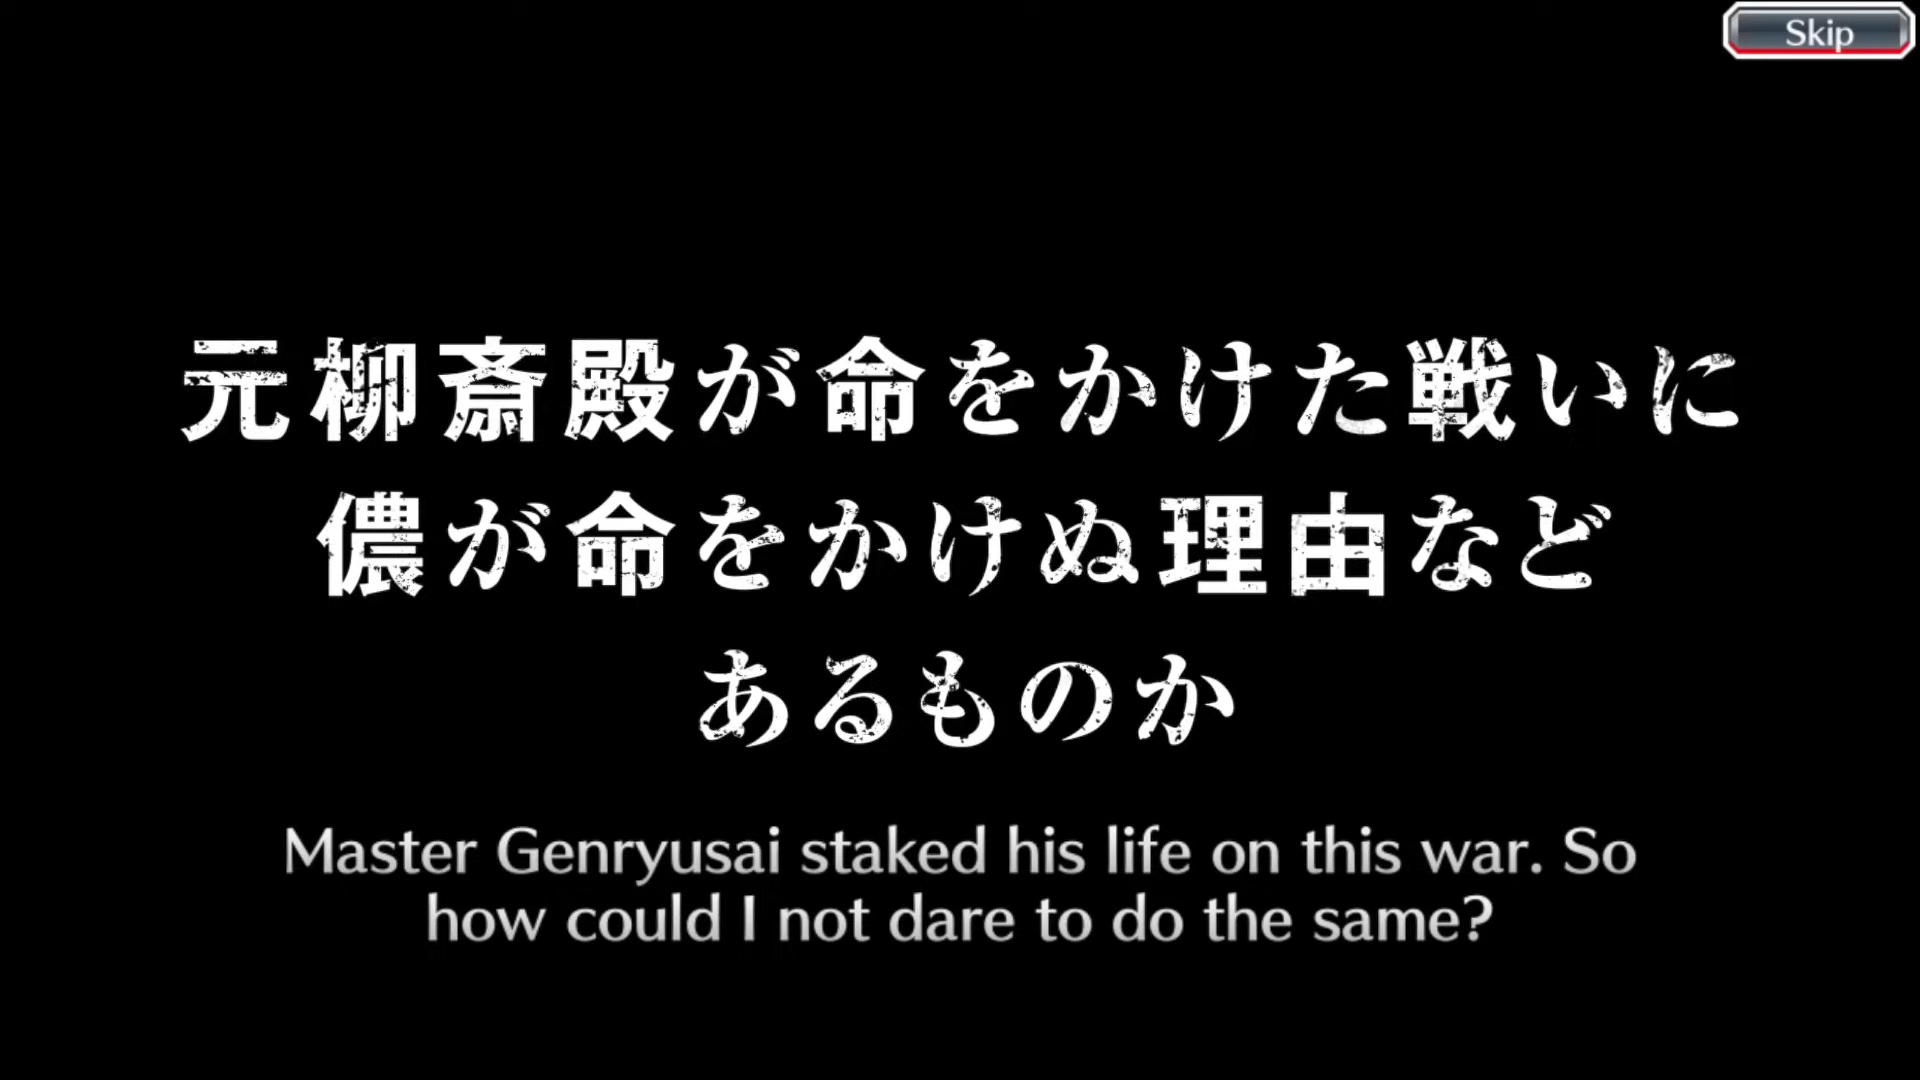 Skip
元柳斎殿が命をかけた戦いに
儂が命をかけぬ理由など
あるものか
Master Genryusai staked his life on this war. So
how could I not dare to do the same?